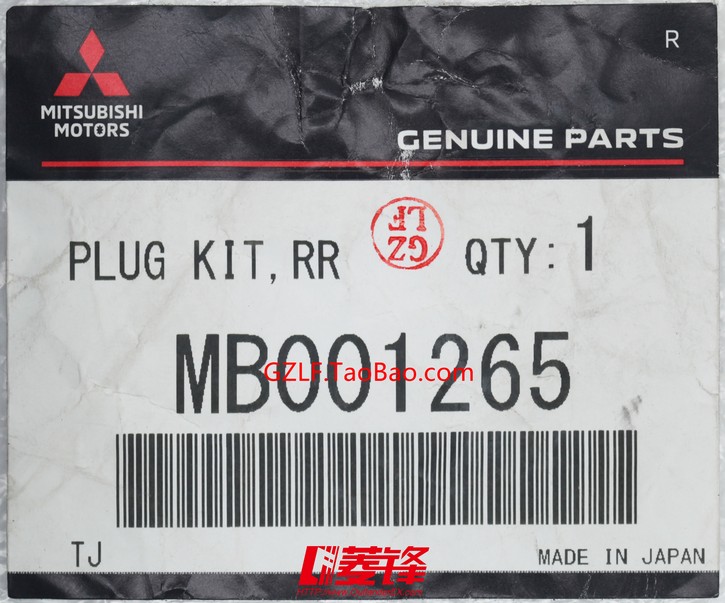 R
MITSUBISHI
MOTORS
GENUINE PARTS
GZ
LF
PLUG KIT, RR
QTY: 1
MB001265
GZLF.TaoBao.com
TJ
MADE IN JAPAN
菱锋